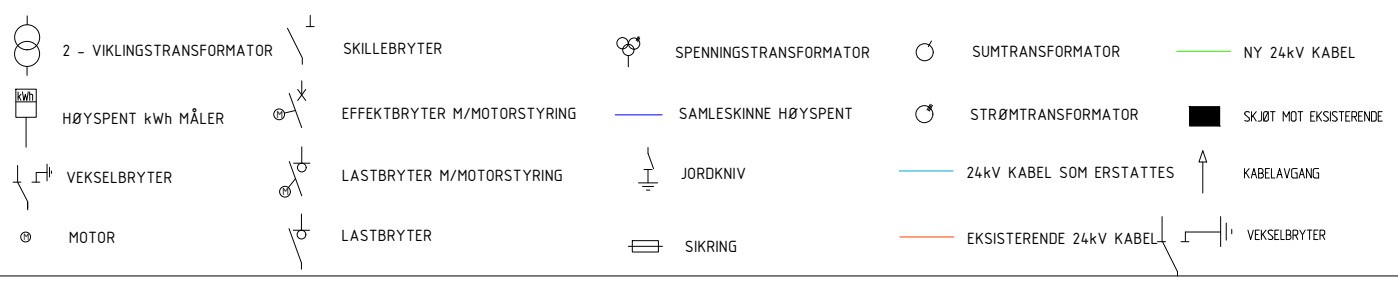 2 - VIKLINGSTRANSFORMATOR
SKILLEBRYTER
SPENNINGSTRANSFORMATOR
SUMTRANSFORMATOR
NY 24kV KABEL
kWh
HØYSPENT kWh MÅLER
M
EFFEKTBRYTER M/MOTORSTYRING
SAMLESKINNE HØYSPENT
STRØMTRANSFORMATOR
SKJØT MOT EKSISTERENDE
VEKSELBRYTER
M
LASTBRYTER M/MOTORSTYRING
JORDKNIV
24kV KABEL SOM ERSTATTES
KABELAVGANG
M
MOTOR
LASTBRYTER
SIKRING
EKSISTERENDE 24kV KABEL
VEKSELBRYTER